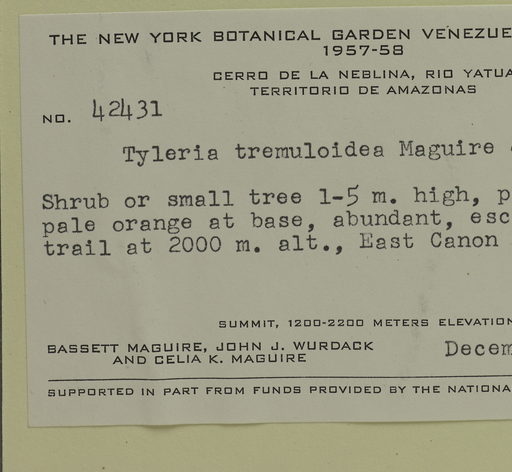 THE NEW YORK BOTANICAL GARDEN VENEZUE
1957-58
CERRO DE LA NEBLINA, RIO YATUA
TERRITORIO DE AMAZONAS
NO. 42431
Tyleria tremuloidea Maguire
Shrub or small tree 1-5 m. high, p
pale orange at base, abundant, esc
trail at 2000 m. alt., East Canon
SUMMIT, 1200-2200 METERS ELEVATION
BASSETT MAGUIRE, JOHN J. WURDACK
AND CELIA K. MAGUIRE
Decem
SUPPORTED IN PART FROM FUNDS PROVIDED BY THE NATIONA